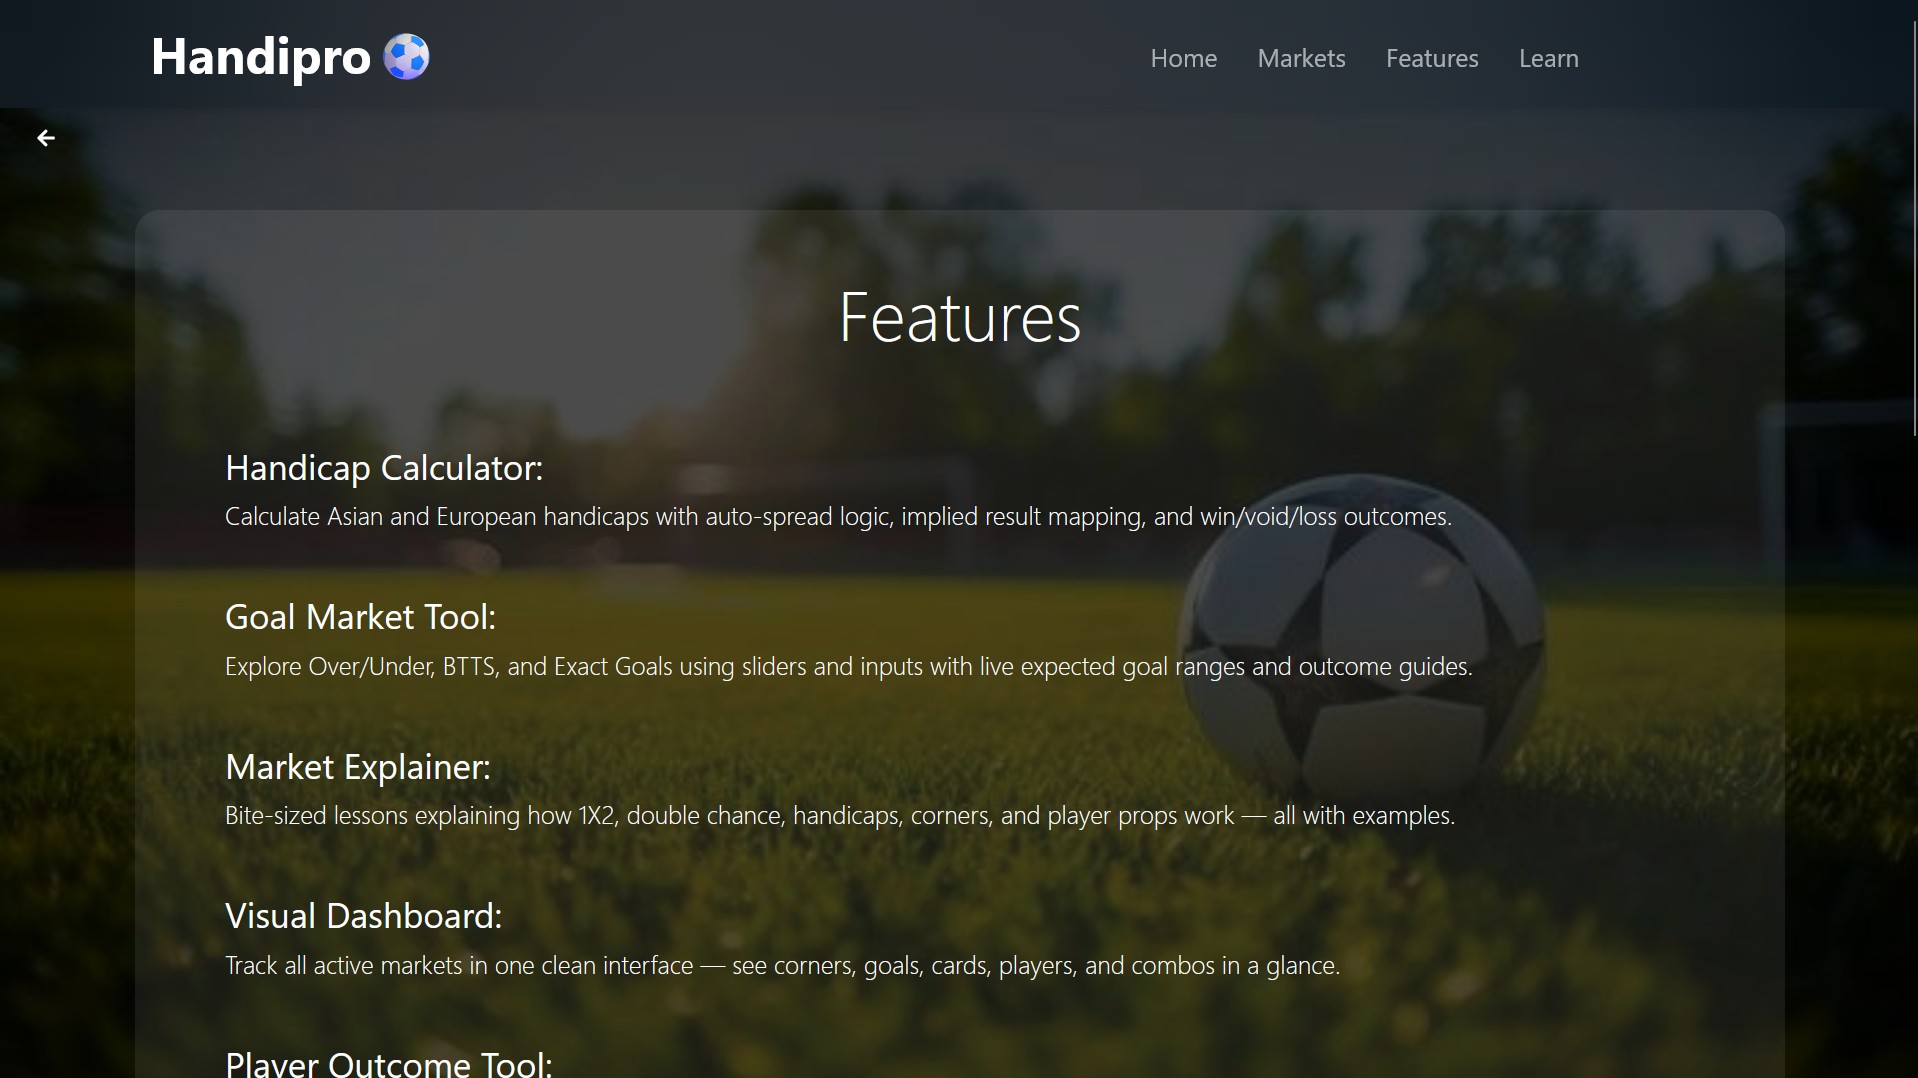 Handipro
Home Markets Features Learn
Features
Handicap Calculator:
Calculate Asian and European handicaps with auto-spread logic, implied result mapping, and win/void/loss outcomes.
Goal Market Tool:
Explore Over/Under, BTTS, and Exact Goals using sliders and inputs with live expected goal ranges and outcome guides.
Market Explainer:
Bite-sized lessons explaining how 1X2, double chance, handicaps, corners, and player props work — all with examples.
Visual Dashboard:
Track all active markets in one clean interface — see corners, goals, cards, players, and combos in a glance.
Player Outcome Tool: